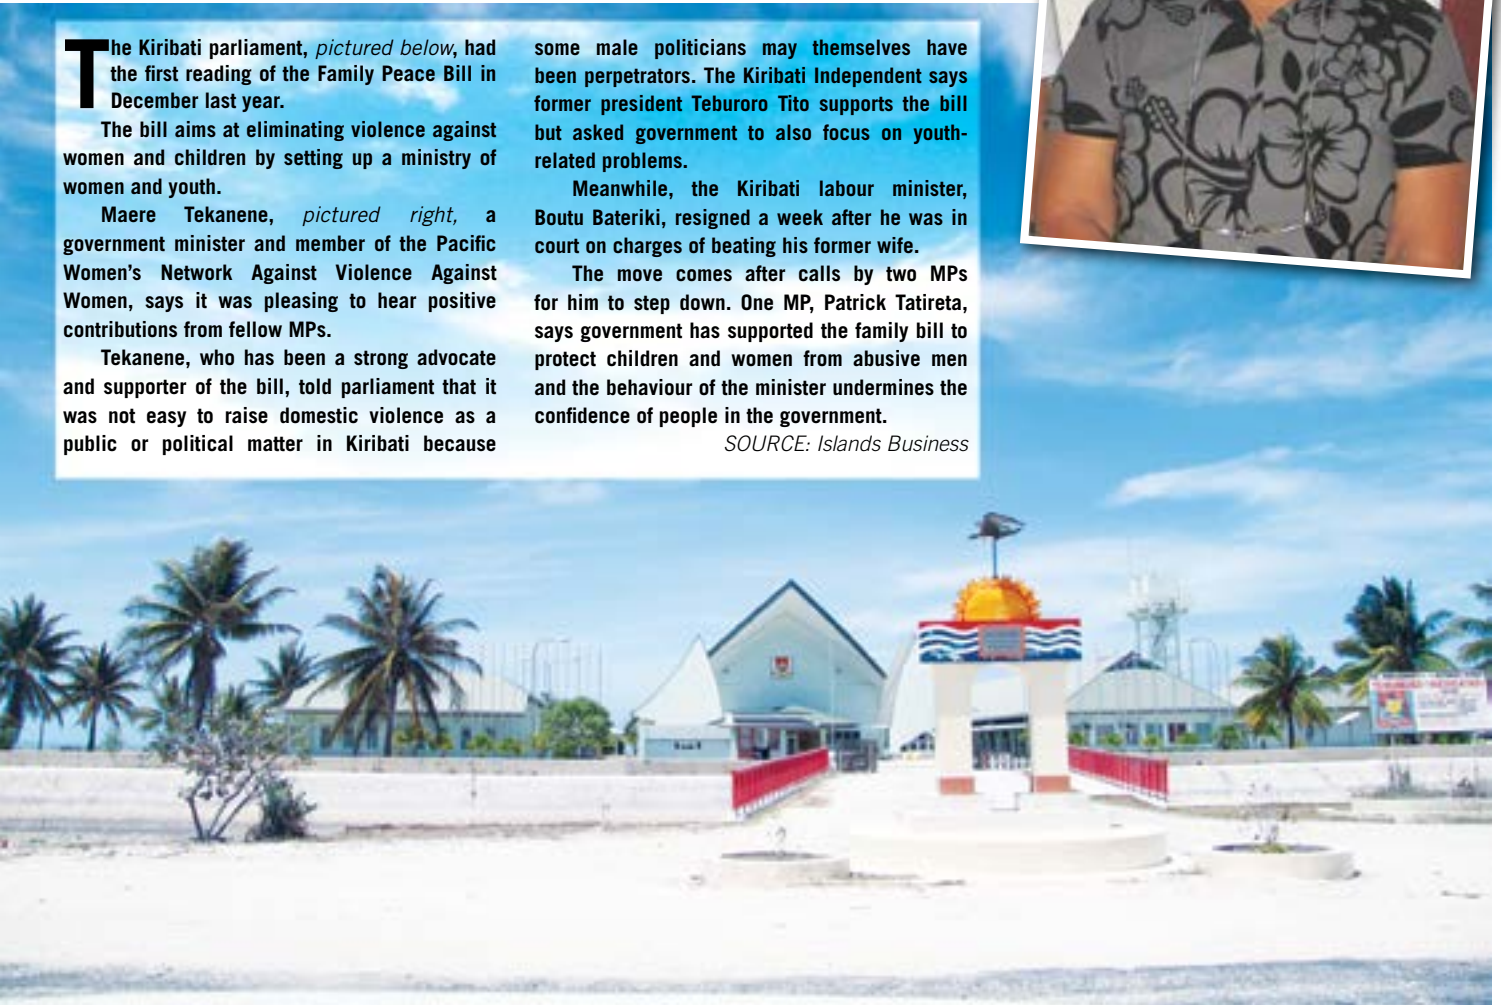 The Kiribati parliament, pictured below, had
the first reading of the Family Peace Bill in
December last year.
The bill aims at eliminating violence against
women and children by setting up a ministry of
women and youth.
Maere Tekanene, pictured right, a
government minister and member of the Pacific
Women's Network Against Violence Against
Women, says it was pleasing to hear positive
contributions from fellow MPs.
Tekanene, who has been a strong advocate
and supporter of the bill, told parliament that it
was not easy to raise domestic violence as a
public or political matter in Kiribati because
some male politicians may themselves have
been perpetrators. The Kiribati Independent says
former president Teburoro Tito supports the bill
but asked government to also focus on youth-
related problems.
Meanwhile, the Kiribati labour minister,
Boutu Bateriki, resigned a week after he was in
court on charges of beating his former wife.
The move comes after calls by two MPs
for him to step down. One MP, Patrick Tatireta,
says government has supported the family bill to
protect children and women from abusive men
and the behaviour of the minister undermines the
confidence of people in the government.
SOURCE: Islands Business